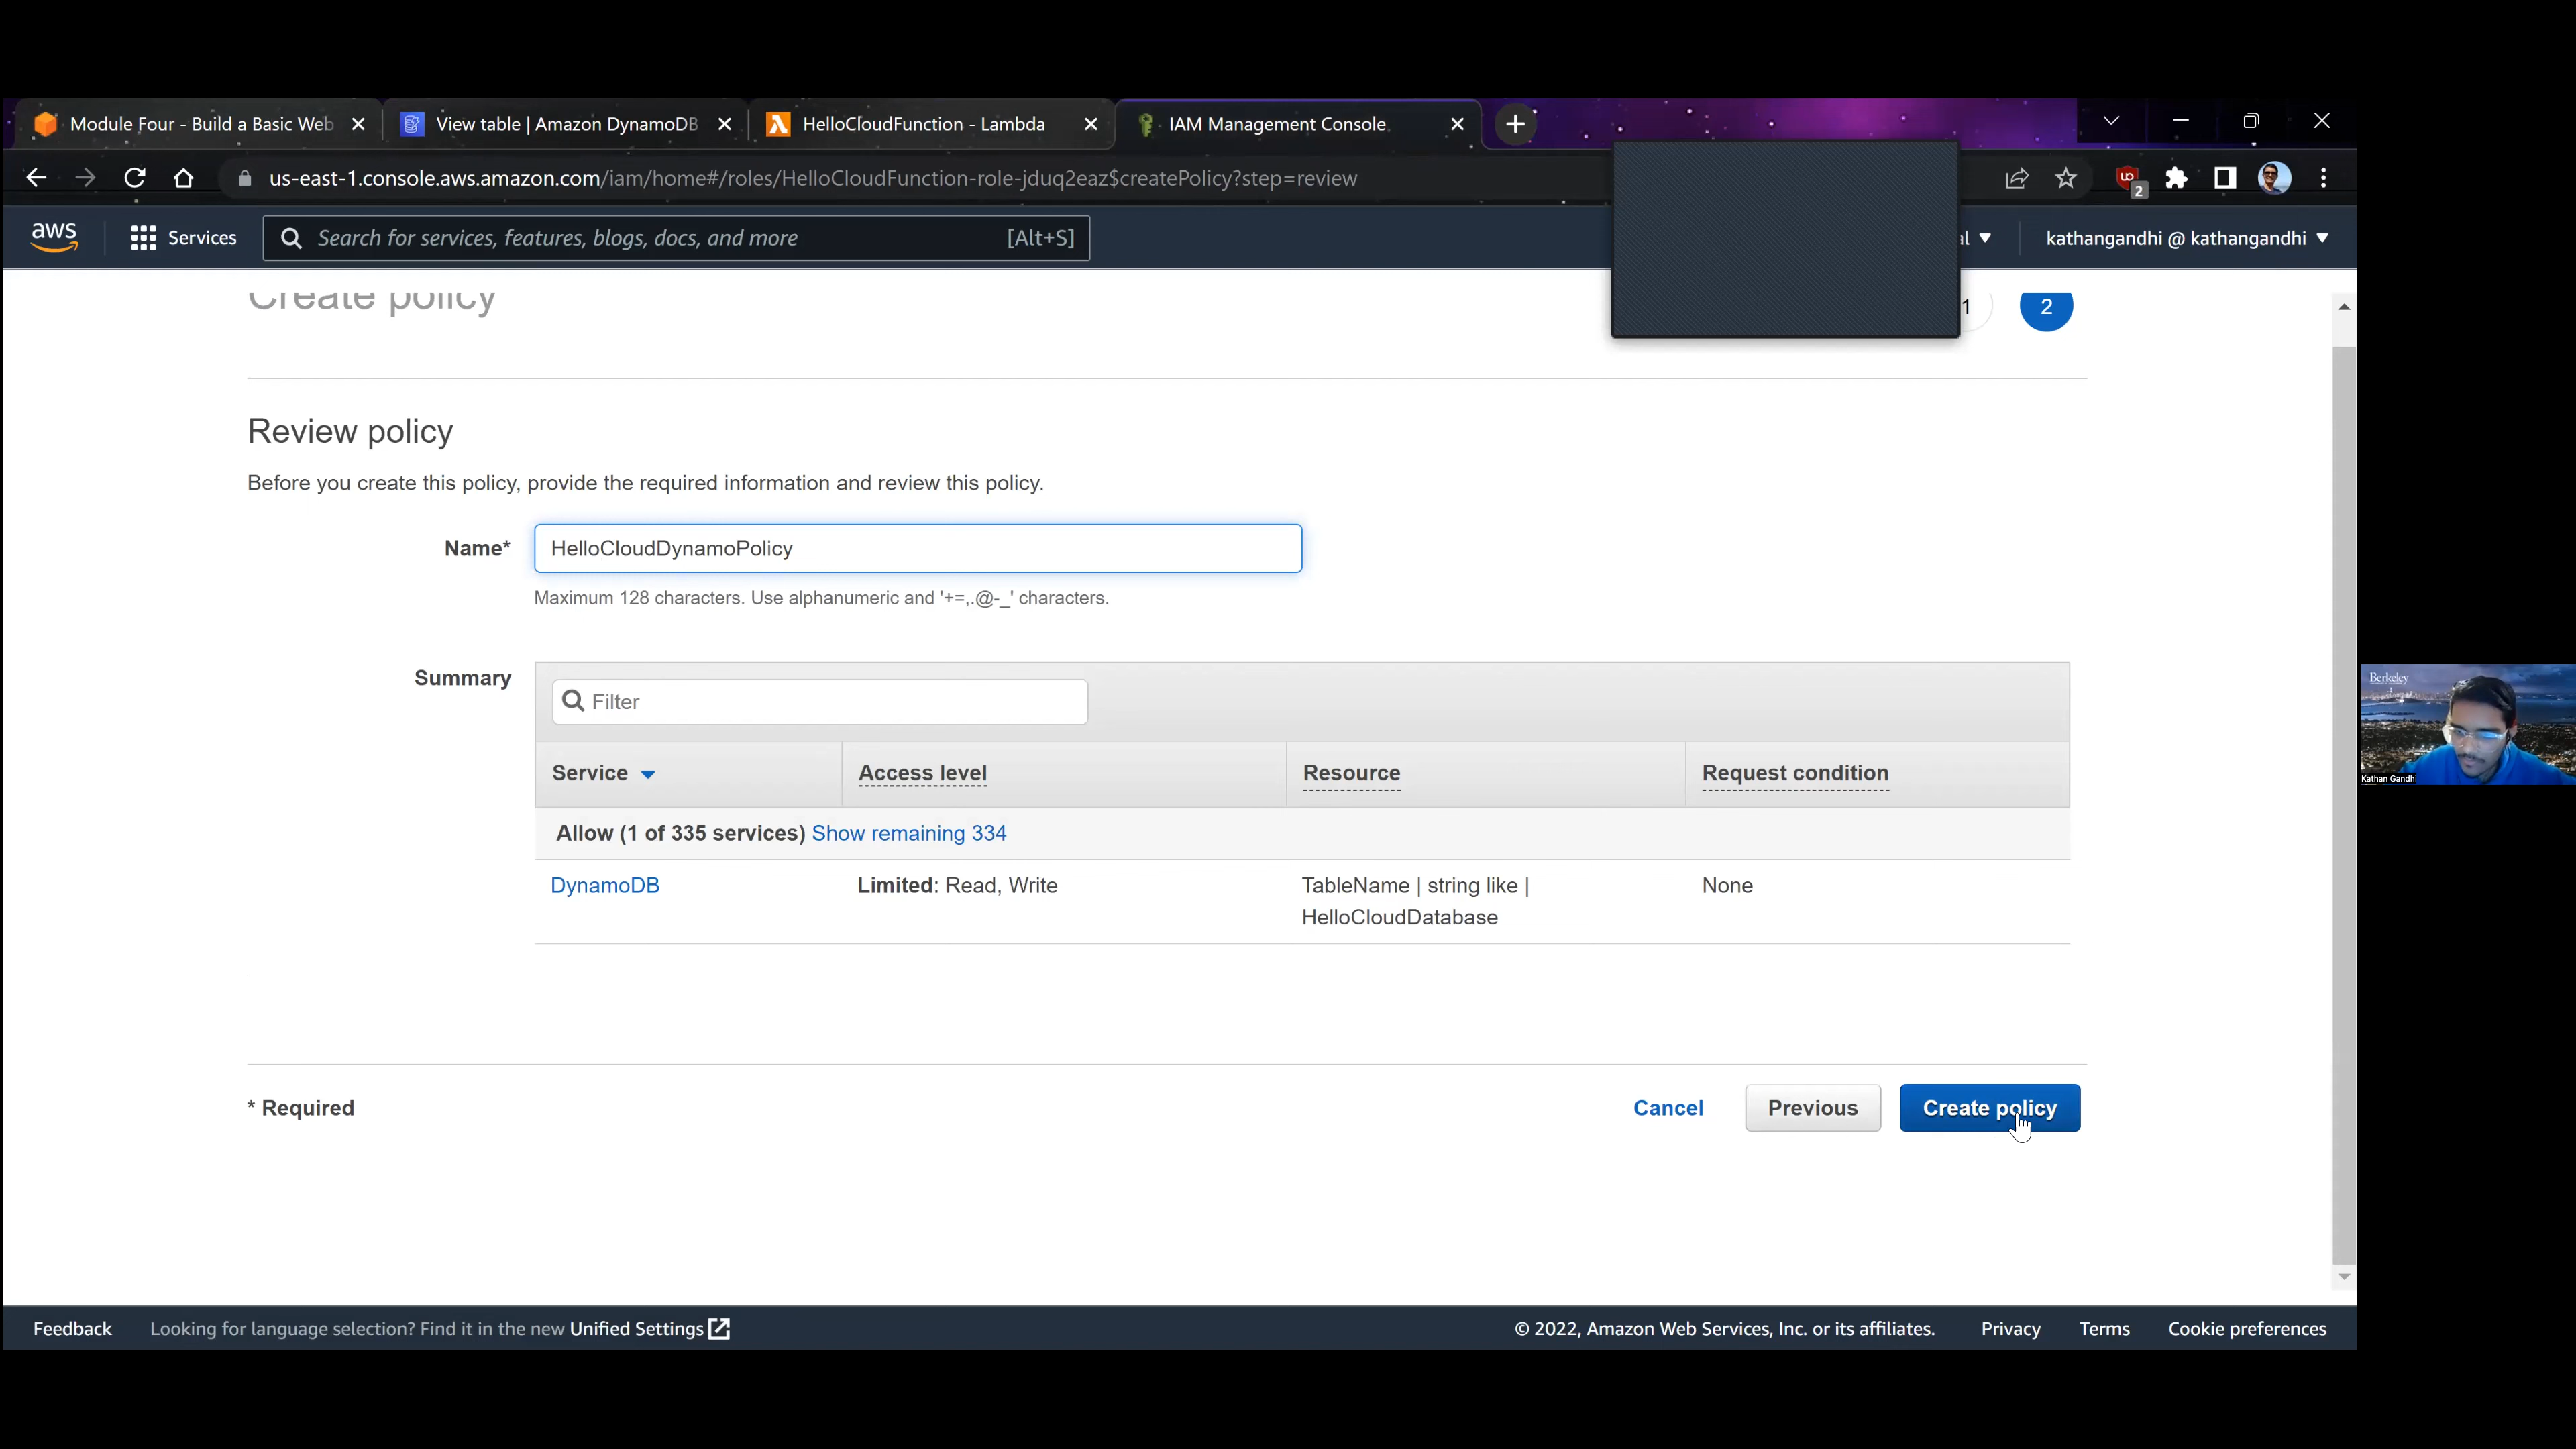 Module Four - Build a Basic Web
View table | Amazon DynamoDB
HelloCloudFunction - Lambda
IAM Management Console
us-east-1.console.aws.amazon.com/iam/home#/roles/HelloCloudFunction-role-jduq2eaz$createPolicy?step=review
2
aws
Services
Search for services, features, blogs, docs, and more
[Alt+S]
al
kathangandhi @ kathangandhi
Create policy
1
2
Review policy
Before you create this policy, provide the required information and review this policy.
Name*
HelloCloudDynamoPolicy
Maximum 128 characters. Use alphanumeric and '+=,.@-_' characters.
Summary
Filter
Service
Access level
Resource
Request condition
Allow (1 of 335 services) Show remaining 334
DynamoDB
Limited: Read, Write
TableName | string like |
HelloCloudDatabase
None
Berkeley
Kathan Gandhi
* Required
Cancel
Previous
Create policy
Feedback
Looking for language selection? Find it in the new Unified Settings
© 2022, Amazon Web Services, Inc. or its affiliates.
Privacy
Terms
Cookie preferences